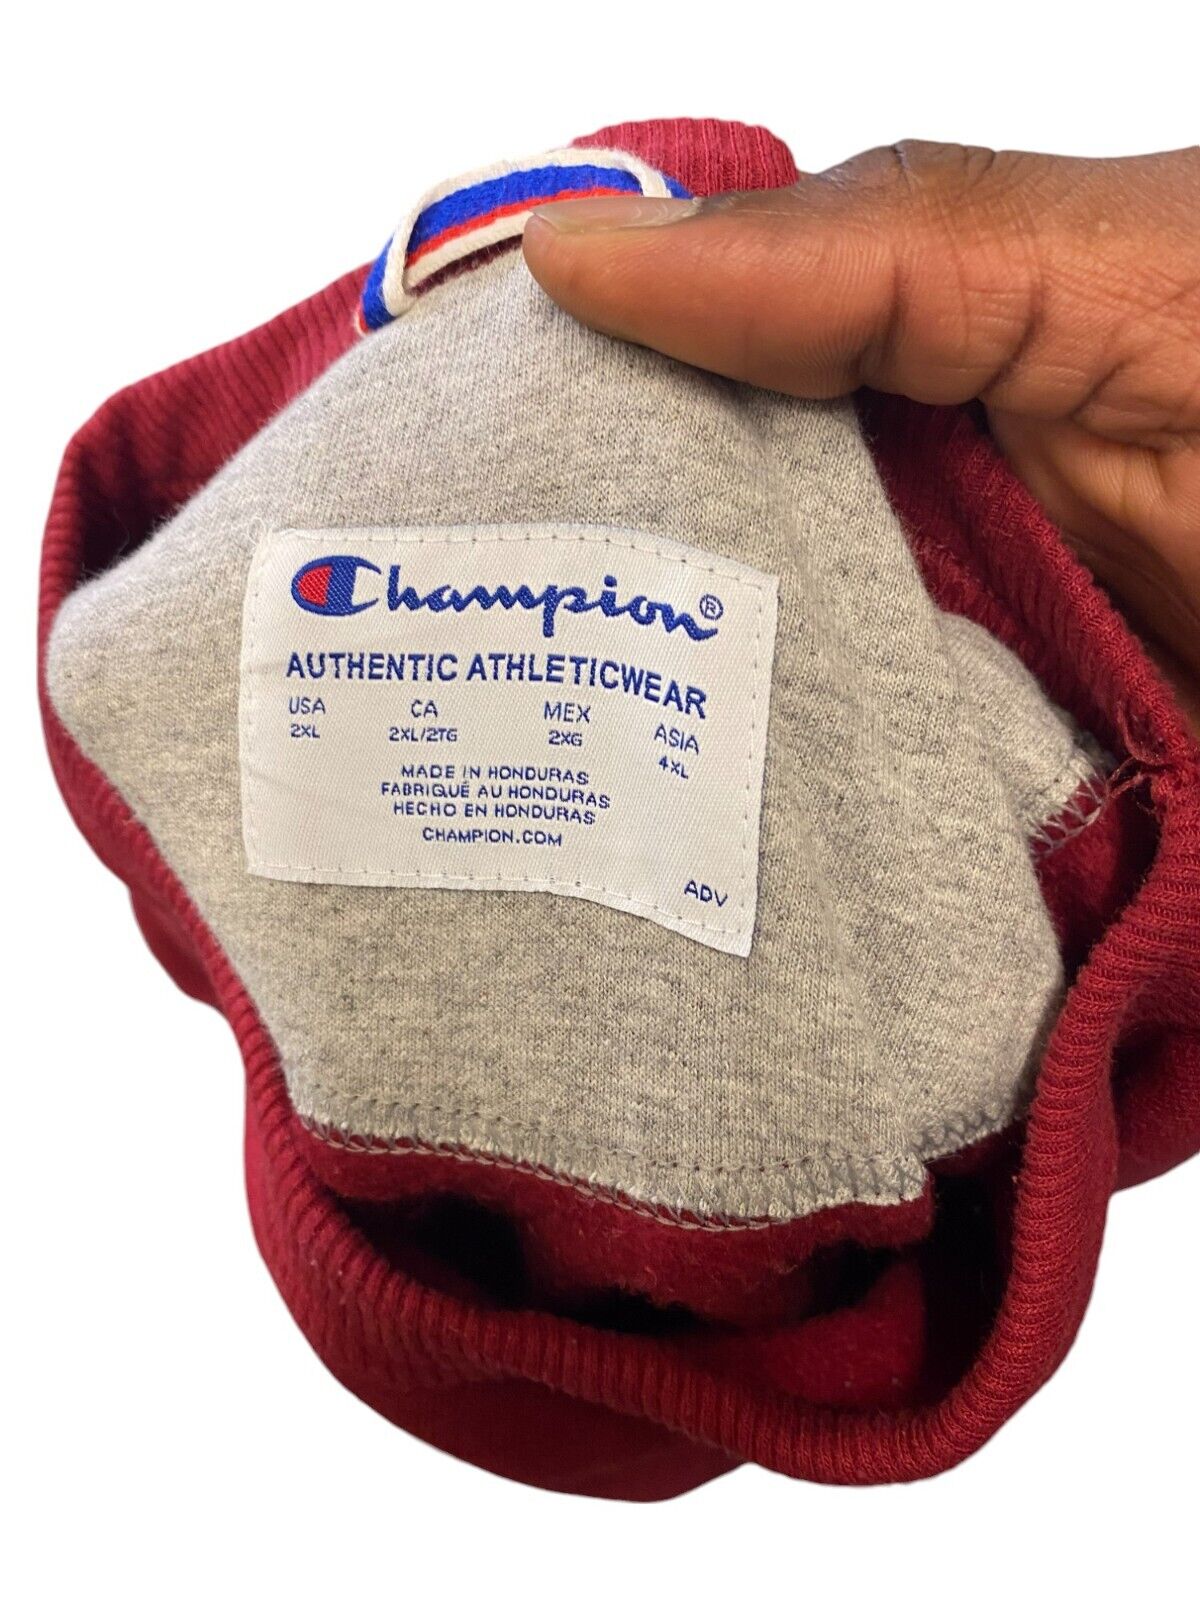 Champion®
AUTHENTIC ATHLETICWEAR
USA CA MEX ASIA
2XL 2XL/2TG 2XG 4XL
MADE IN HONDURAS
FABRIQUÉ AU HONDURAS
HECHO EN HONDURAS
CHAMPION.COM
ADV